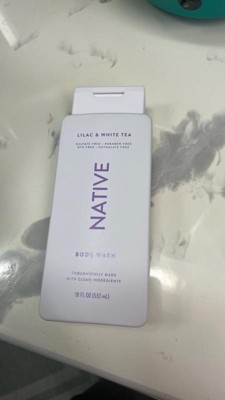 LILAC & WHITE TEA
SULFATE FREE · PARABEN FREE
DYE FREE · PHTHALATE FREE
NATIVE
BODY WASH
THOUGHTFULLY MADE
WITH CLEAN INGREDIENTS
18 FL OZ (532 mL)